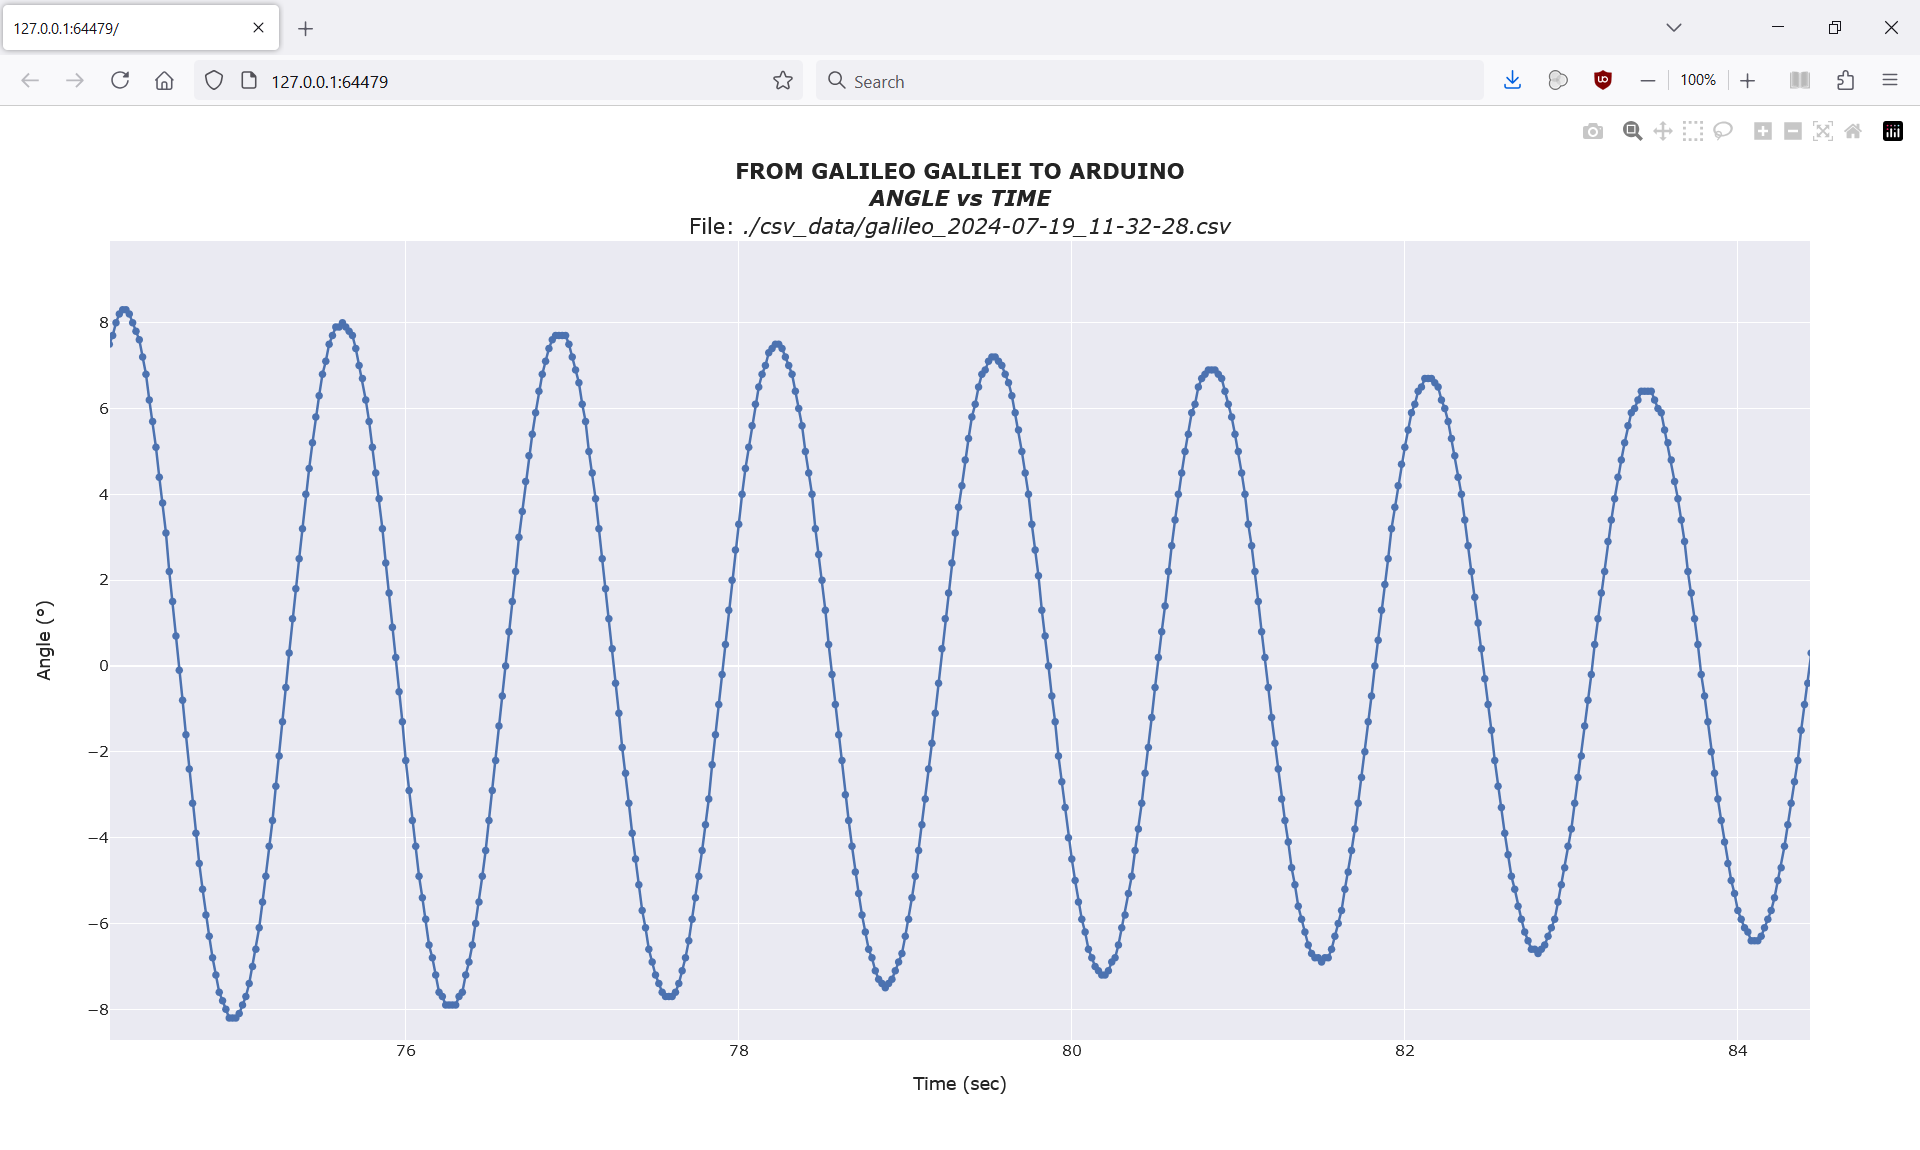 127.0.0.1:64479/
127.0.0.1:64479
Search
100%
FROM GALILEO GALILEI TO ARDUINO
ANGLE vs TIME
File: ./csv_data/galileo_2024-07-19_11-32-28.csv
8
6
4
2
0
−2
−4
−6
−8
Angle (°)
76
78
80
82
84
Time (sec)